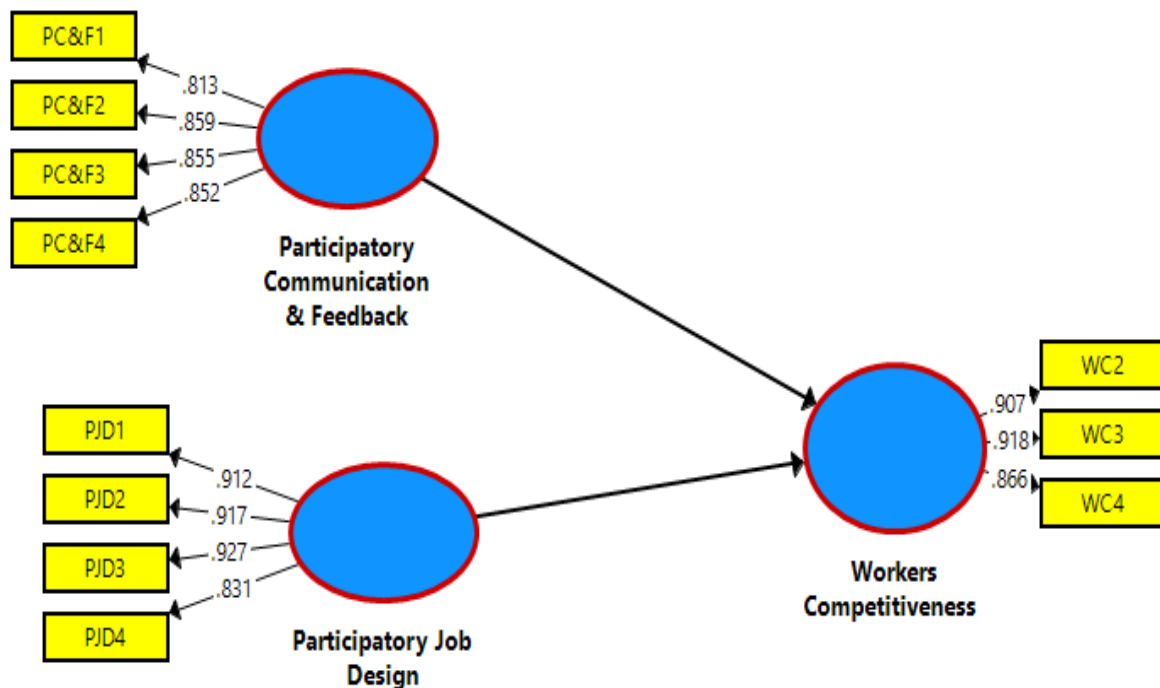 PC&F1
.813
PC&F2
.859
PC&F3
.855
.852
PC&F4
Participatory
Communication
& Feedback
PJD1
.912
PJD2
.917
PJD3
.927
.831
PJD4
Participatory Job
Design
WC2
.907
WC3
.918
.866
WC4
Workers
Competitiveness